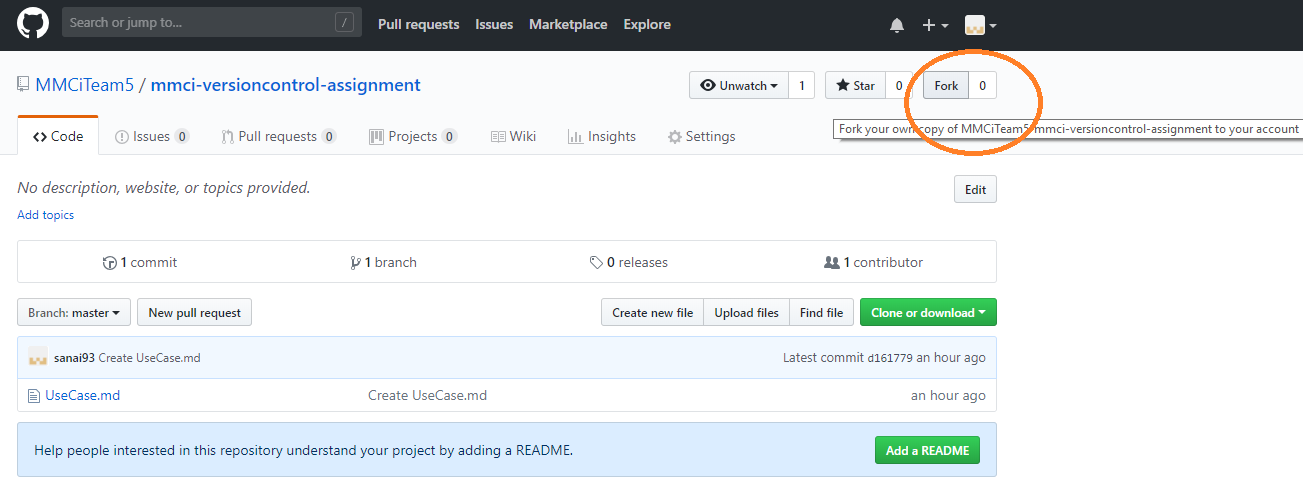 Search or jump to... / Pull requests Issues Marketplace Explore
MMCiTeam5 / mmci-versioncontrol-assignment Unwatch 1 Star 0 Fork 0
Fork your own copy of MMCiTeam5/mmci-versioncontrol-assignment to your account
Code Issues 0 Pull requests 0 Projects 0 Wiki Insights Settings
No description, website, or topics provided. Edit
Add topics
1 commit 1 branch 0 releases 1 contributor
Branch: master New pull request Create new file Upload files Find file Clone or download
sanai93 Create UseCase.md Latest commit d161779 an hour ago
UseCase.md Create UseCase.md an hour ago
Help people interested in this repository understand your project by adding a README. Add a README